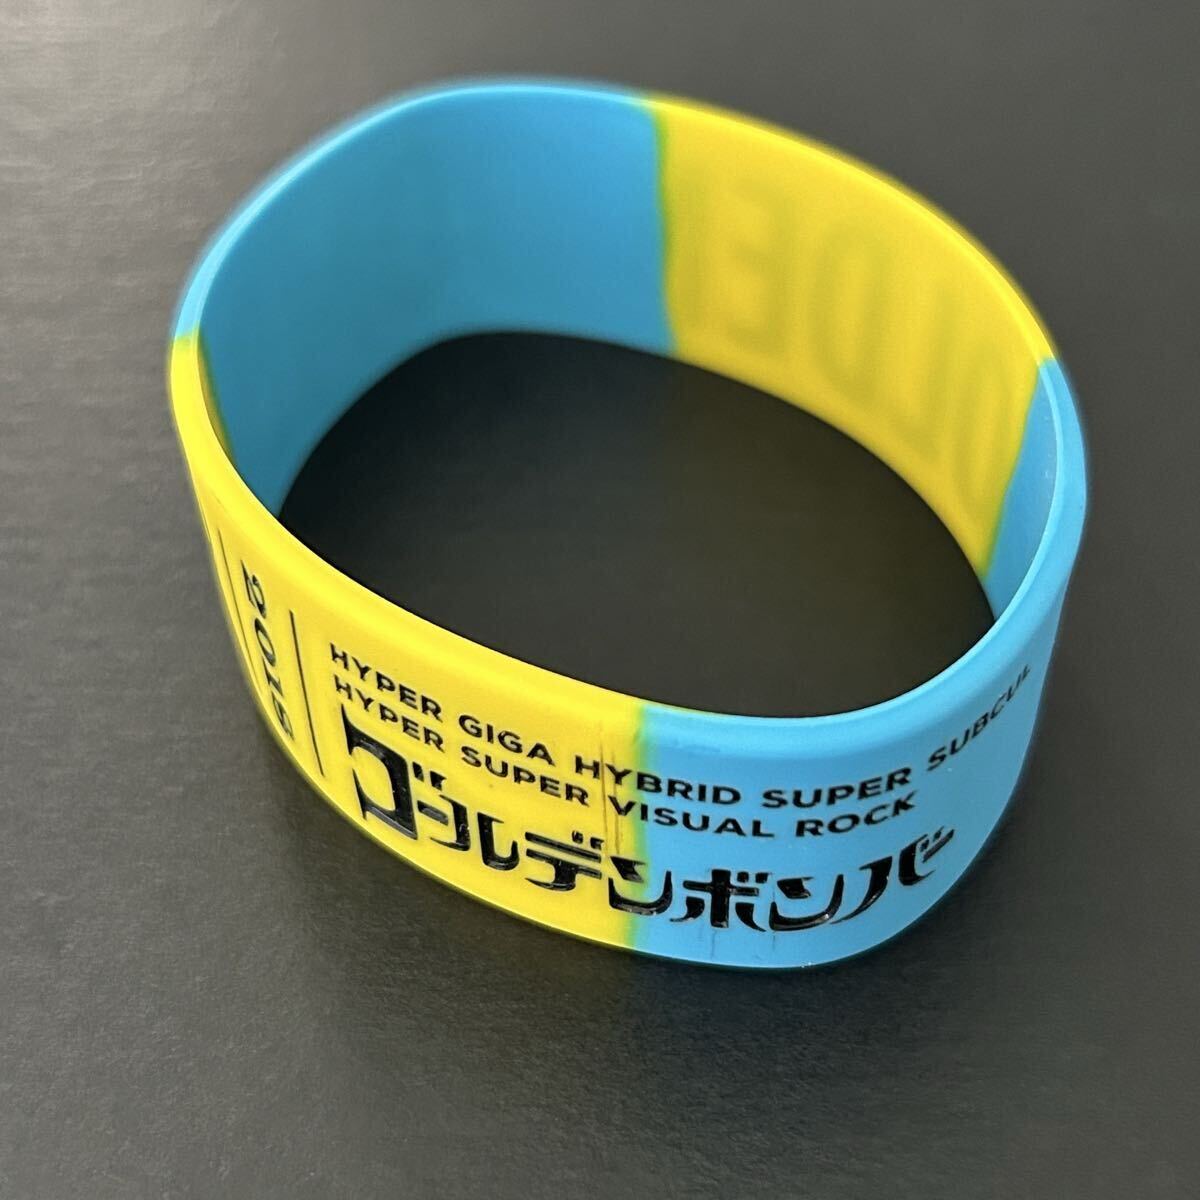 2018
HYPER GIGA HYBRID SUPER SUBCUL
HYPER SUPER VISUAL ROCK
ゴールデンボンバー